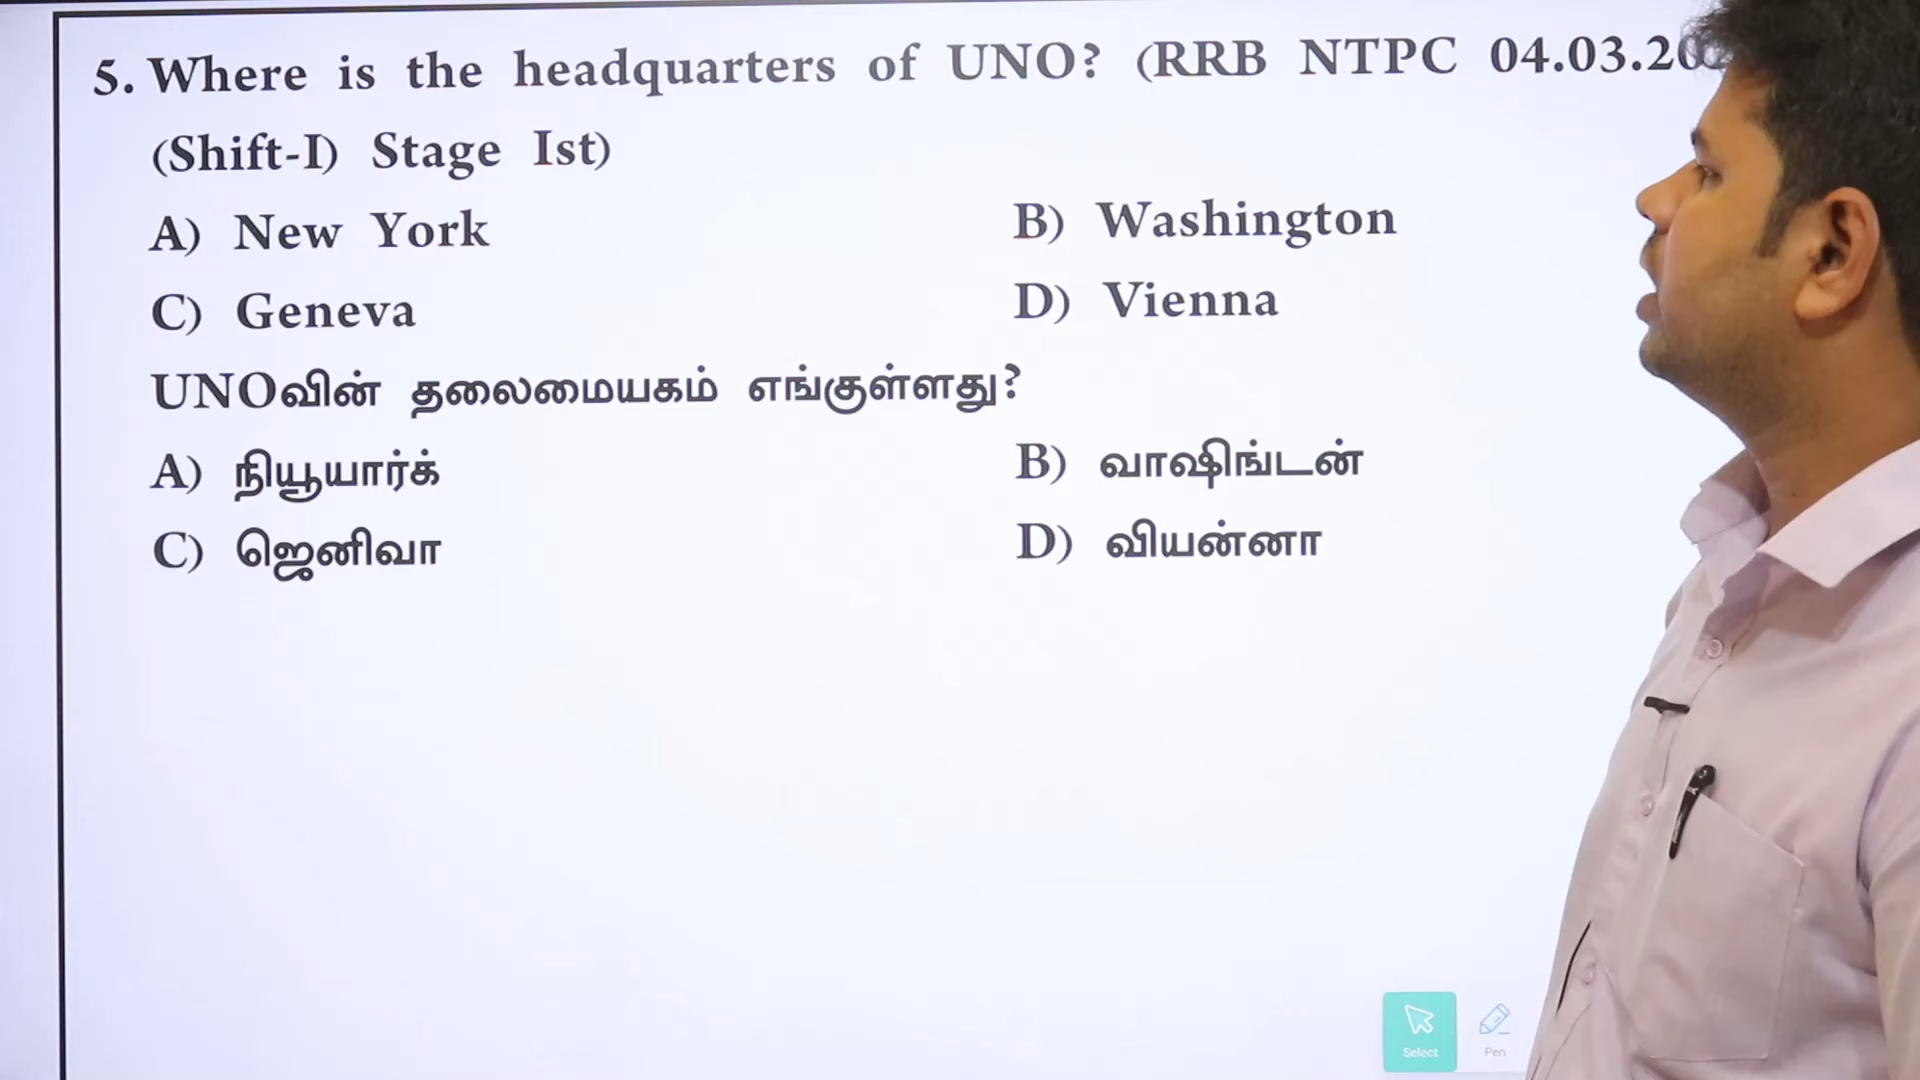 5. Where is the headquarters of UNO? (RRB NTPC 04.03.20
(Shift-I) Stage Ist)
A) New York B) Washington
C) Geneva D) Vienna
UNOவின் தலைமையகம் எங்குள்ளது?
A) நியூயார்க் B) வாஷிங்டன்
C) ஜெனிவா D) வியன்னா
Select Pen